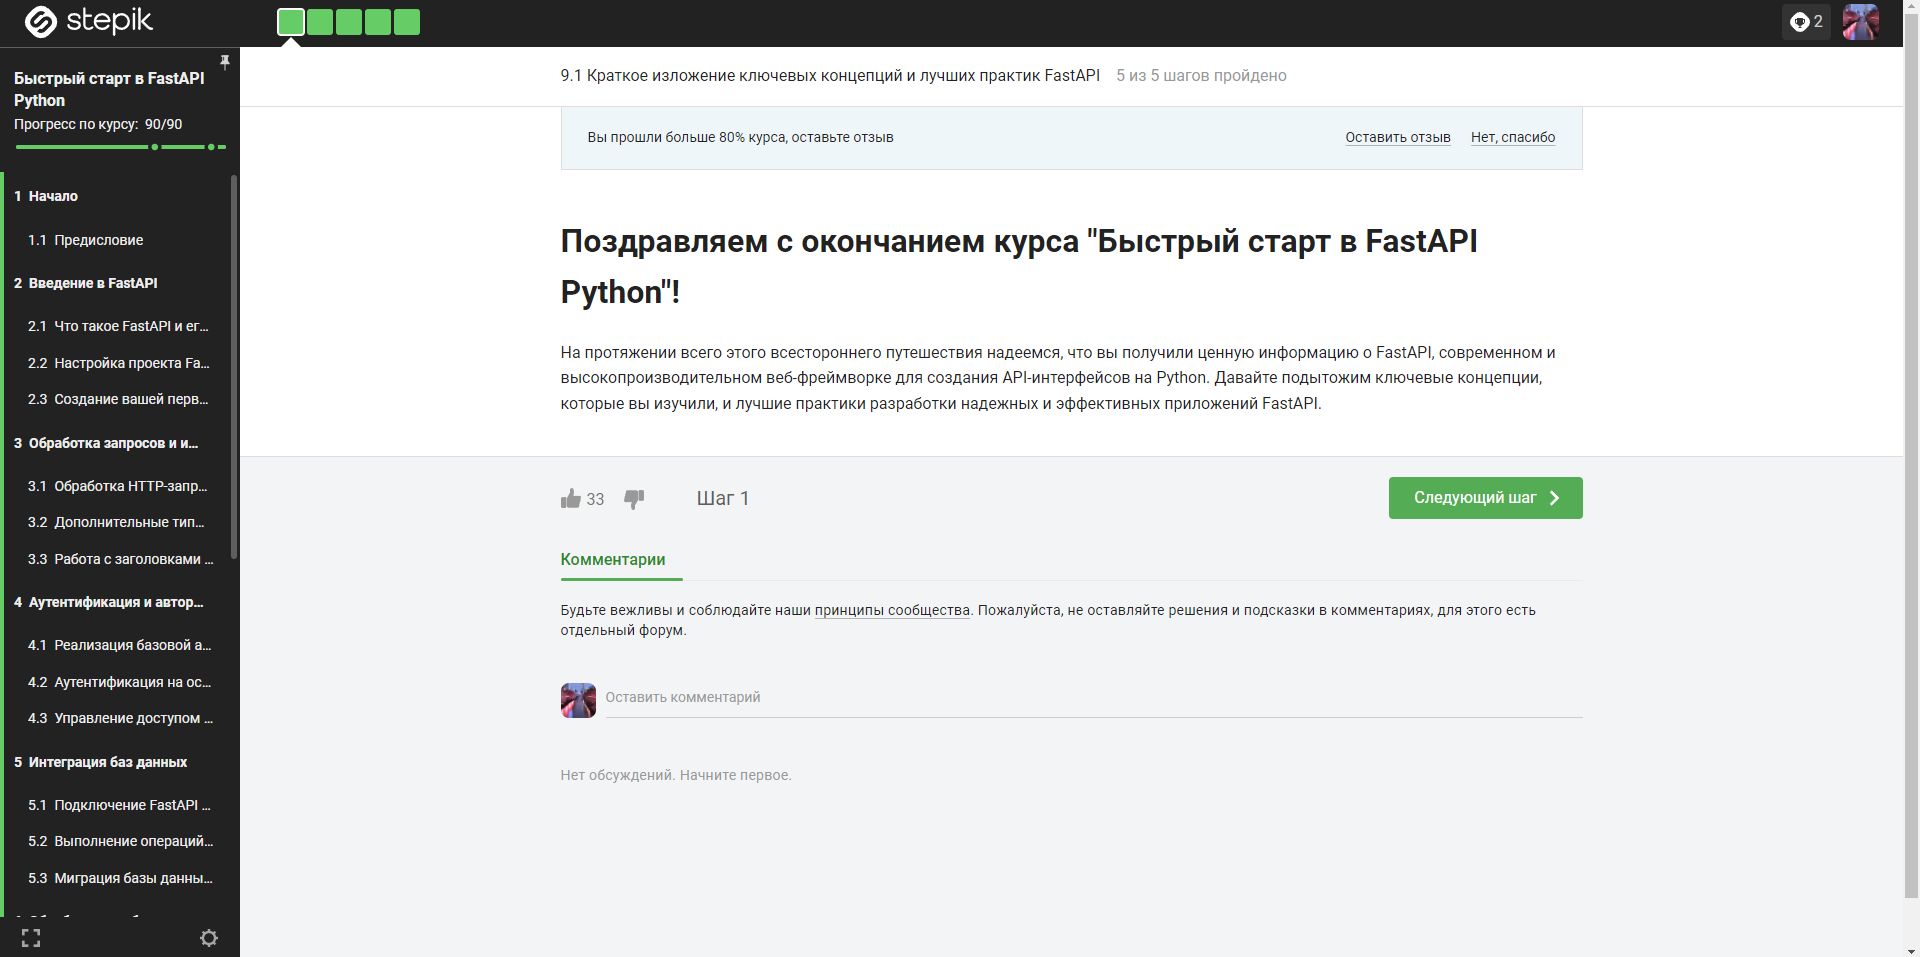 stepik
2
Быстрый старт в FastAPI
Python
Прогресс по курсу: 90/90
1 Начало
1.1 Предисловие
2 Введение в FastAPI
2.1 Что такое FastAPI и ег...
2.2 Настройка проекта Fa...
2.3 Создание вашей перв...
3 Обработка запросов и и...
3.1 Обработка HTTP-запр...
3.2 Дополнительные тип...
3.3 Работа с заголовками ...
4 Аутентификация и автор...
4.1 Реализация базовой а...
4.2 Аутентификация на ос...
4.3 Управление доступом ...
5 Интеграция баз данных
5.1 Подключение FastAPI ...
5.2 Выполнение операций...
5.3 Миграция базы данны...
9.1 Краткое изложение ключевых концепций и лучших практик FastAPI 5 из 5 шагов пройдено
Вы прошли больше 80% курса, оставьте отзыв Оставить отзыв Нет, спасибо
Поздравляем с окончанием курса "Быстрый старт в FastAPI
Python"!
На протяжении всего этого всестороннего путешествия надеемся, что вы получили ценную информацию о FastAPI, современном и
высокопроизводительном веб-фреймворке для создания API-интерфейсов на Python. Давайте подытожим ключевые концепции,
которые вы изучили, и лучшие практики разработки надежных и эффективных приложений FastAPI.
33 Шаг 1 Следующий шаг
Комментарии
Будьте вежливы и соблюдайте наши принципы сообщества. Пожалуйста, не оставляйте решения и подсказки в комментариях, для этого есть
отдельный форум.
Оставить комментарий
Нет обсуждений. Начните первое.